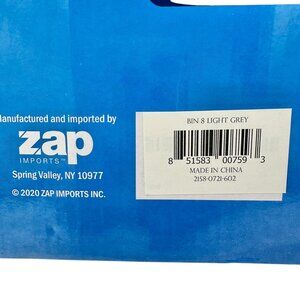 Manufactured and imported by
zap
IMPORTS™
Spring Valley, NY 10977
© 2020 ZAP IMPORTS INC.
BIN 8 LIGHT GREY
8 51583 00759 3
MADE IN CHINA
2158-0721-602